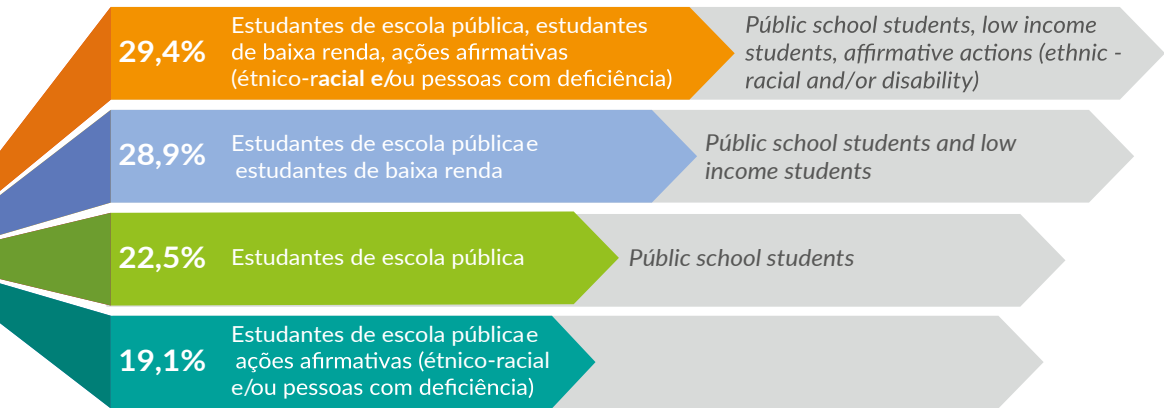 29,4%
Estudantes de escola pública, estudantes
de baixa renda, ações afirmativas
(étnico-racial e/ou pessoas com deficiência)
Públic school students, low income
students, affirmative actions (ethnic -
racial and/or disability)
28,9%
Estudantes de escola pública e
estudantes de baixa renda
Públic school students and low
income students
22,5%
Estudantes de escola pública
Públic school students
19,1%
Estudantes de escola pública e
ações afirmativas (étnico-racial
e/ou pessoas com deficiência)